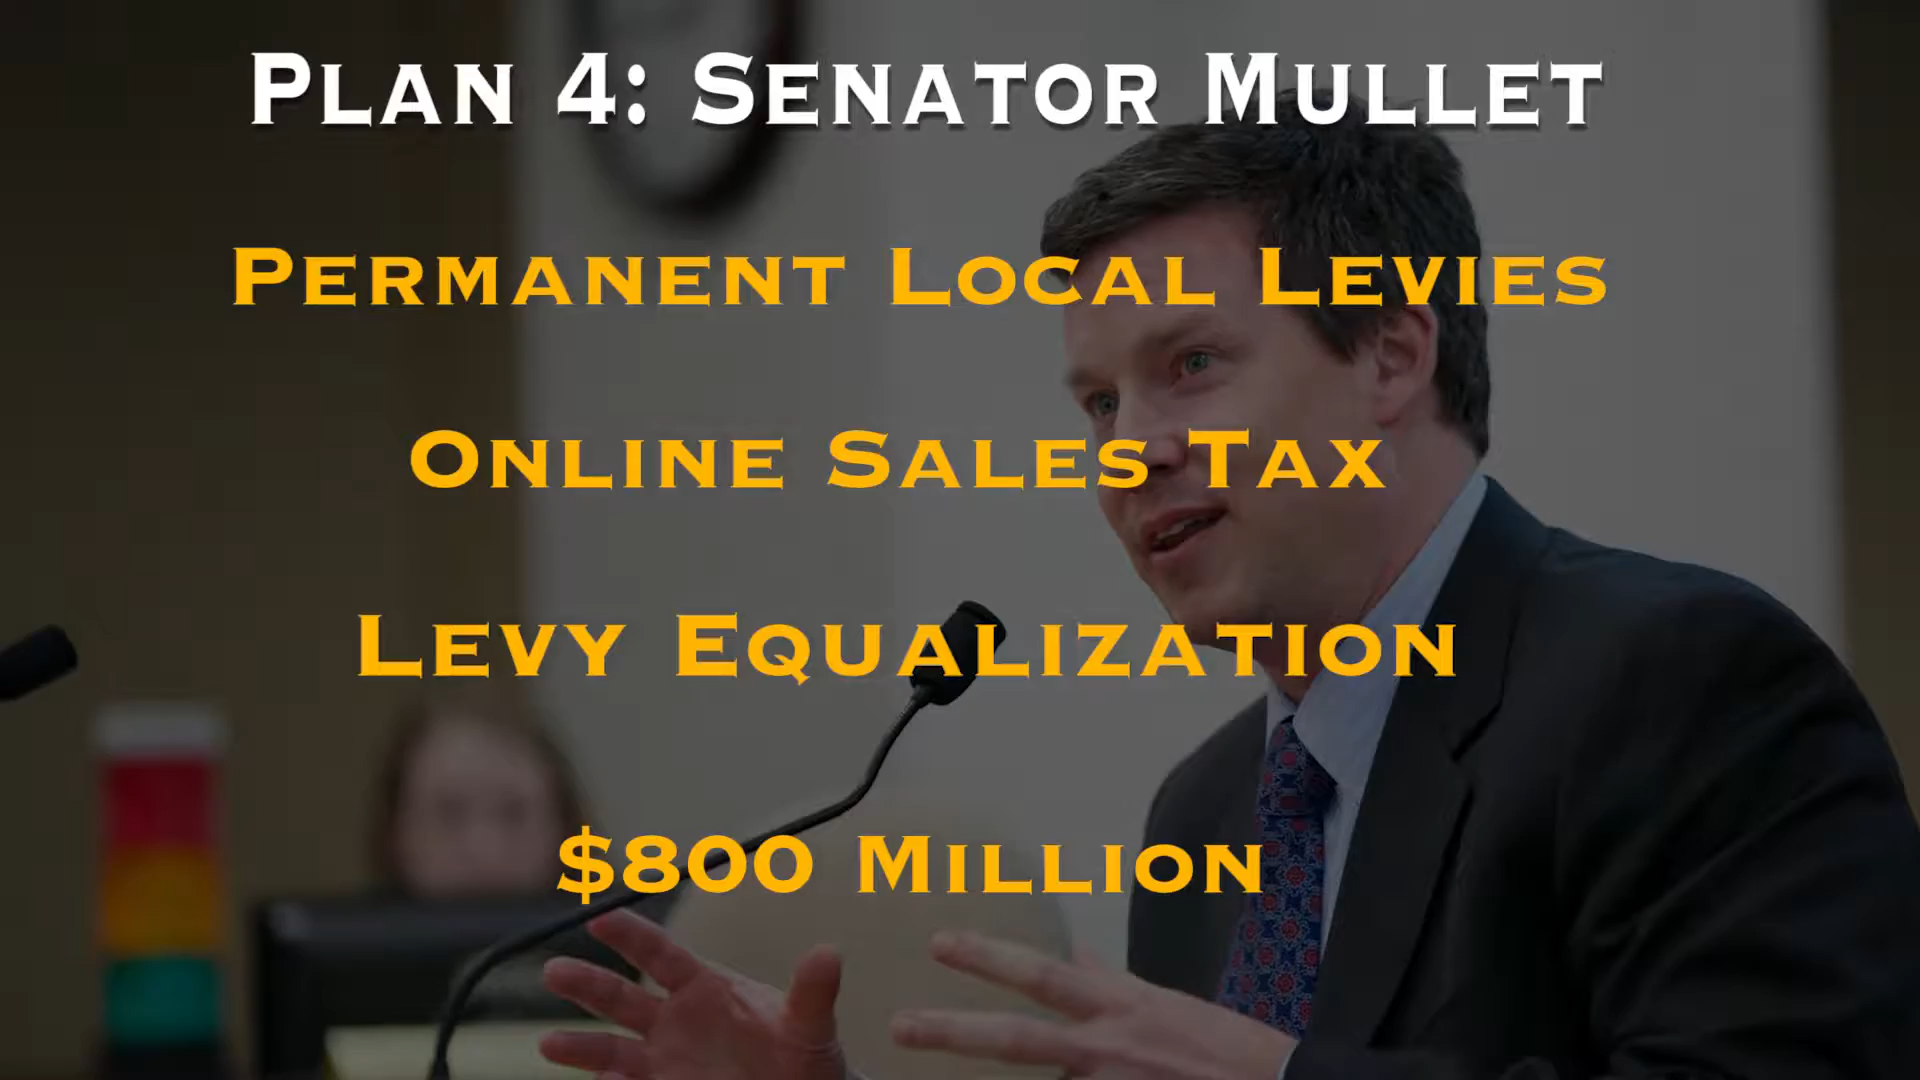 Plan 4: Senator Mullet
Permanent Local Levies
Online Sales Tax
Levy Equalization
$800 Million